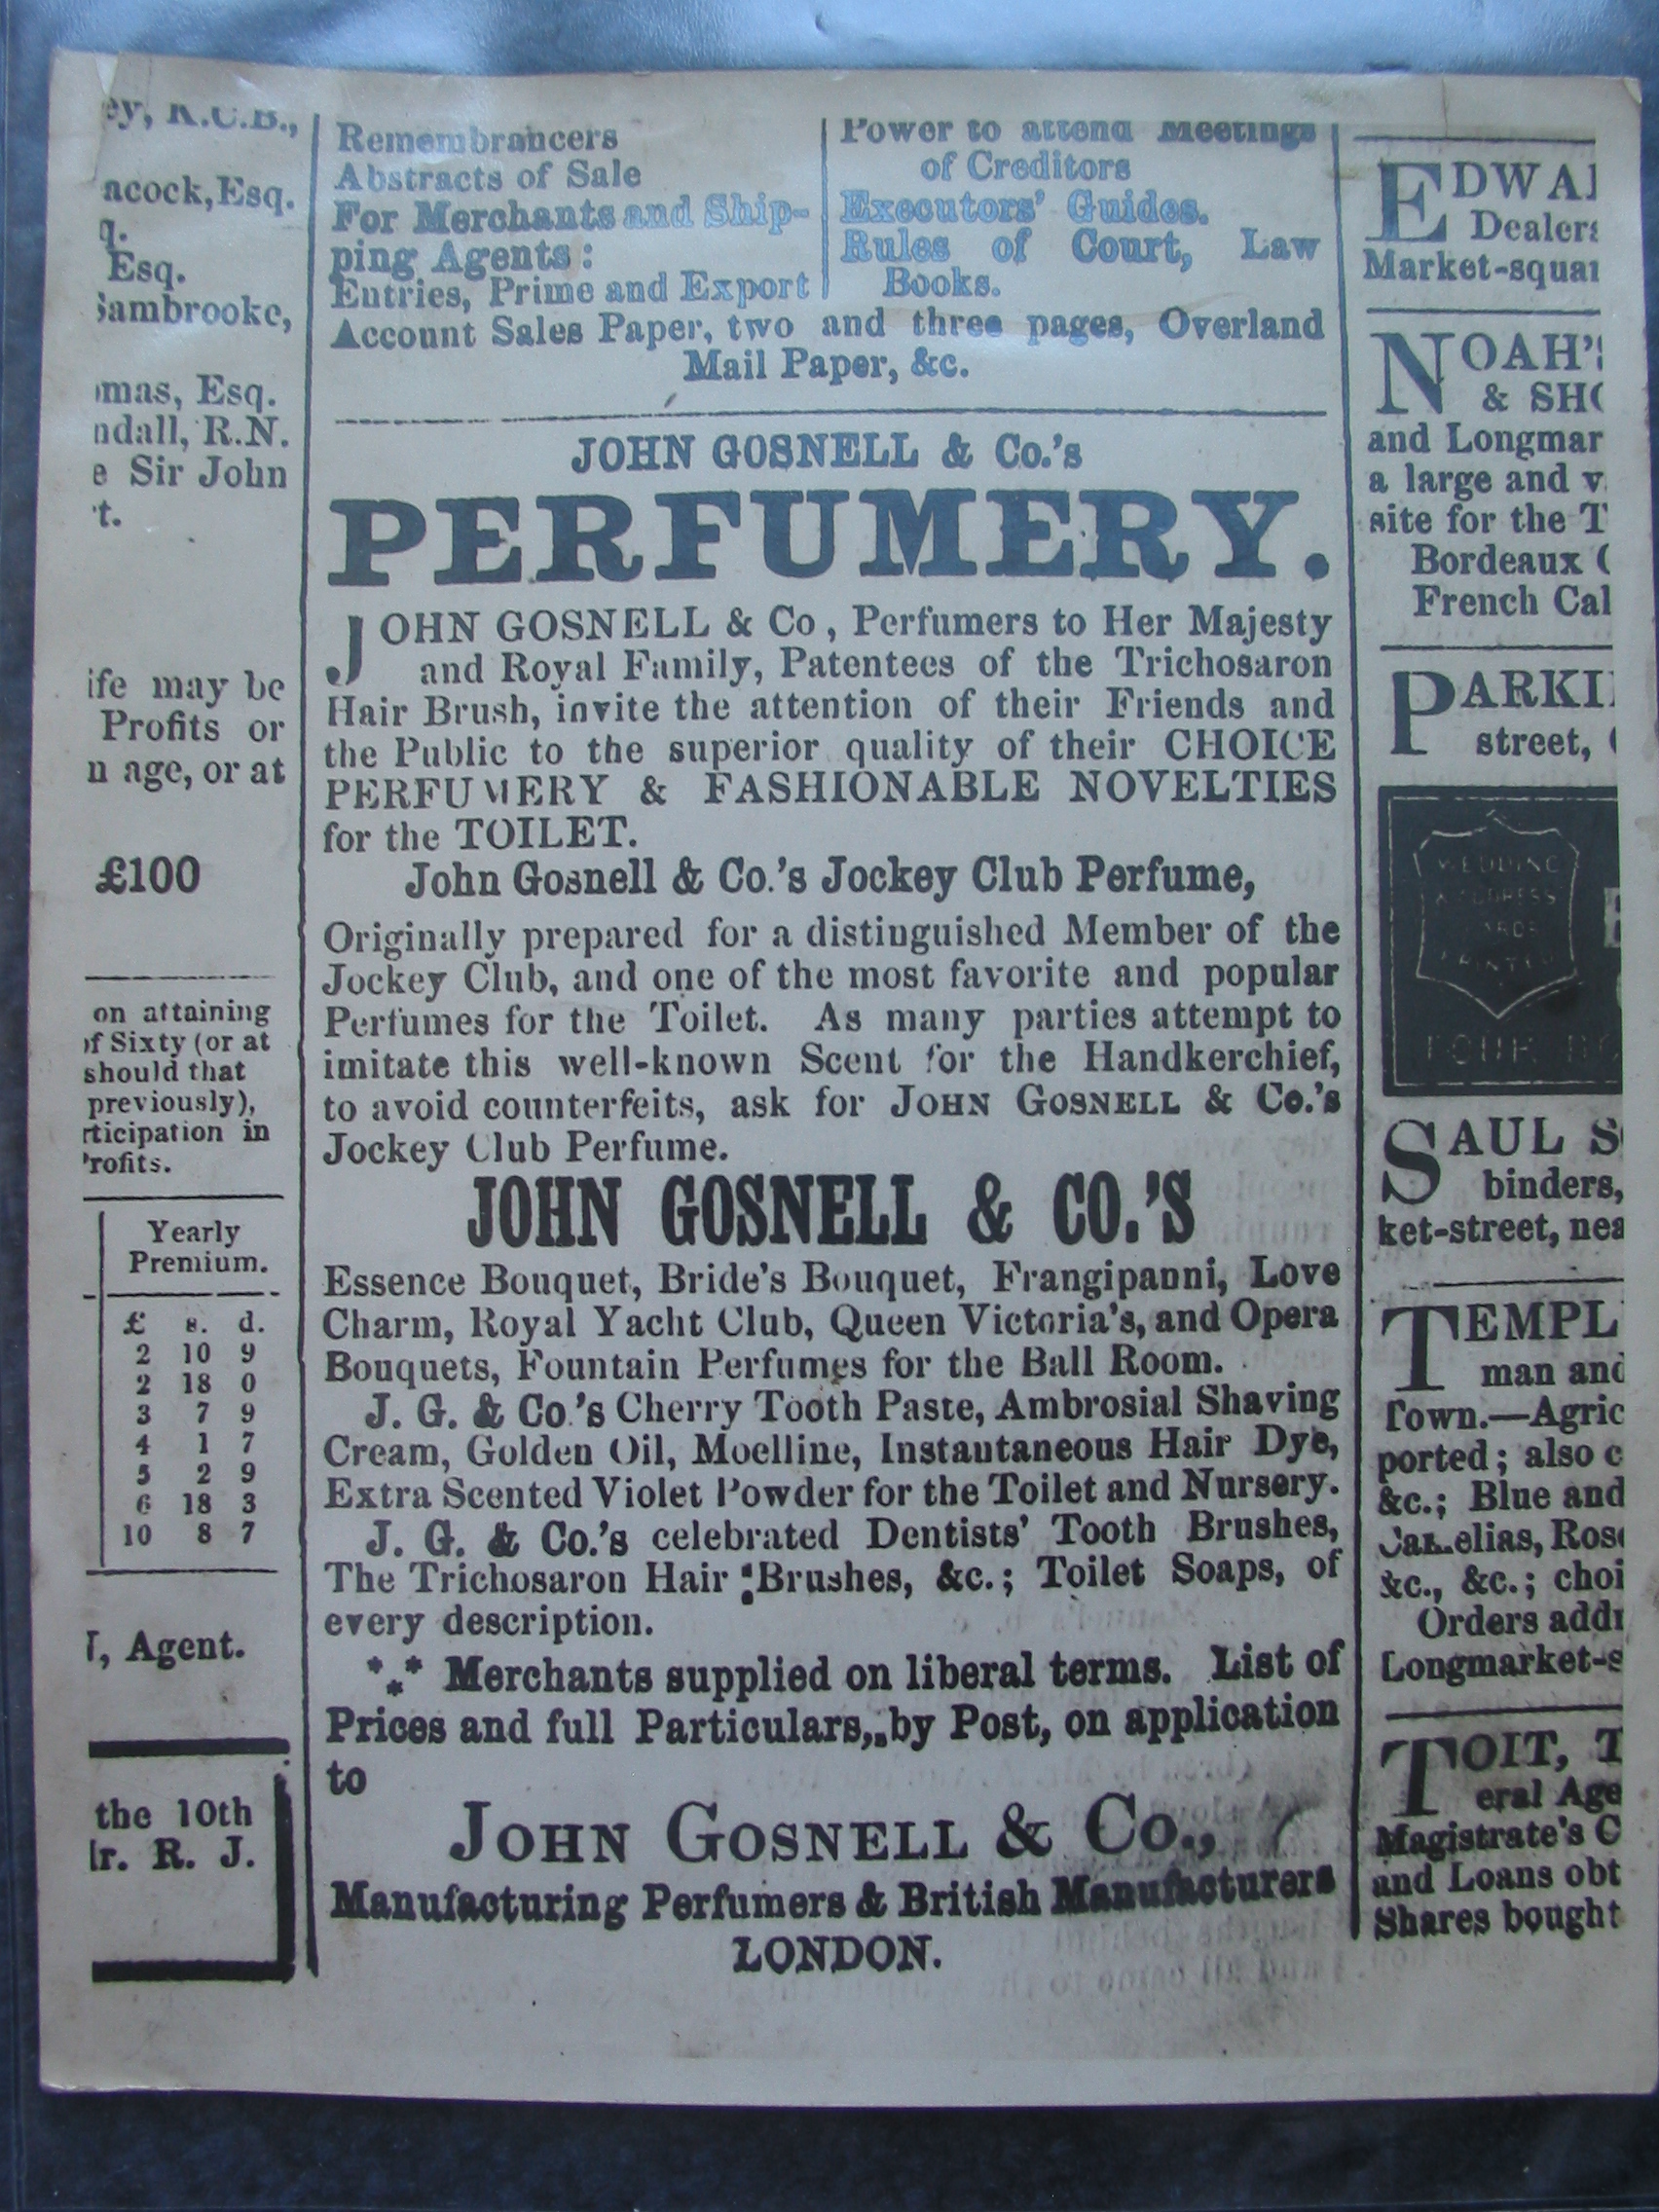 ey, K.C.B.,
acock, Esq.
q.
Esq.
Sambrooke,
mas, Esq.
ndall, R.N.
e Sir John
t.
ife may be
Profits or
n age, or at
£100
on attaining
of Sixty (or at
should that
previously),
rticipation in
Profits.
Yearly
Premium.
£ s. d.
2 10 9
2 18 0
3 7 9
4 1 7
5 2 9
6 18 3
10 8 7
, Agent.
the 10th
Ir. R. J.
Remembrancers
Abstracts of Sale
For Merchants and Ship-
ping Agents:
Entries, Prime and Export
Power to attend Meetings
of Creditors
Executors' Guides.
Rules of Court, Law
Books.
Account Sales Paper, two and three pages, Overland
Mail Paper, &c.
JOHN GOSNELL & Co.'s
PERFUMERY.
JOHN GOSNELL & Co, Perfumers to Her Majesty
and Royal Family, Patentees of the Trichosaron
Hair Brush, invite the attention of their Friends and
the Public to the superior quality of their CHOICE
PERFUMERY & FASHIONABLE NOVELTIES
for the TOILET.
John Gosnell & Co.'s Jockey Club Perfume,
Originally prepared for a distinguished Member of the
Jockey Club, and one of the most favorite and popular
Perfumes for the Toilet. As many parties attempt to
imitate this well-known Scent for the Handkerchief,
to avoid counterfeits, ask for JOHN GOSNELL & Co.'s
Jockey Club Perfume.
JOHN GOSNELL & CO.'S
Essence Bouquet, Bride's Bouquet, Frangipanni, Love
Charm, Royal Yacht Club, Queen Victoria's, and Opera
Bouquets, Fountain Perfumes for the Ball Room.
J. G. & Co.'s Cherry Tooth Paste, Ambrosial Shaving
Cream, Golden Oil, Moelline, Instantaneous Hair Dye,
Extra Scented Violet Powder for the Toilet and Nursery.
J. G. & Co.'s celebrated Dentists' Tooth Brushes,
The Trichosaron Hair Brushes, &c.; Toilet Soaps, of
every description.
*** Merchants supplied on liberal terms. List of
Prices and full Particulars, by Post, on application
to
JOHN GOSNELL & Co.,
Manufacturing Perfumers & British Manufacturers
LONDON.
EDWA
Dealers
Market-squar
NOAH'S
& SHO
and Longmar
a large and v
site for the T
Bordeaux
French Cal
PARKI
street,
WEDDING
ADDRESS
CARDS
PRINTED
SAUL S
binders,
ket-street, nea
TEMPL
man and
Town.—Agric
ported; also c
&c.; Blue and
Camelias, Rose
&c., &c.; choi
Orders addr
Longmarket-s
TOIT, T
eral Age
Magistrate's C
and Loans obt
Shares bought